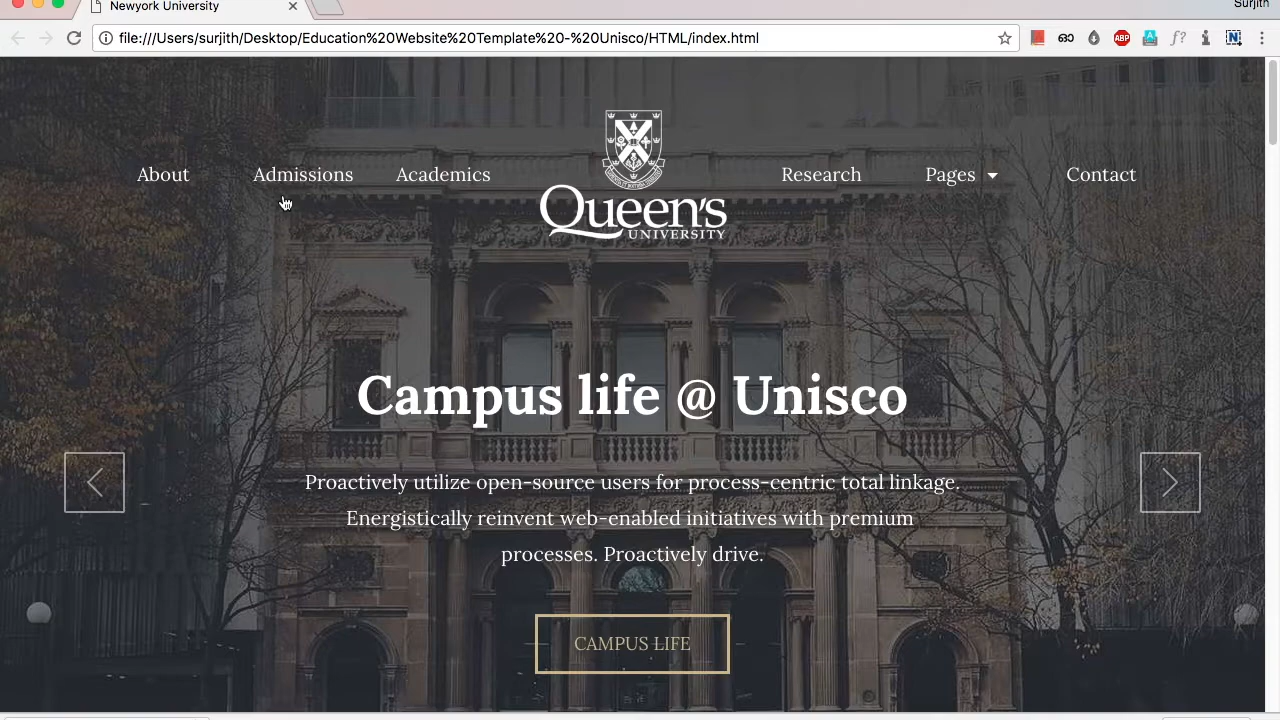 Surjith
Newyork University
file:///Users/surjith/Desktop/Education%20Website%20Template%20-%20Unisco/HTML/index.html
ABP
About
Admissions
Academics
Queen's
UNIVERSITY
Research
Pages
Contact
Campus life @ Unisco
Proactively utilize open-source users for process-centric total linkage.
Energistically reinvent web-enabled initiatives with premium
processes. Proactively drive.
CAMPUS LIFE